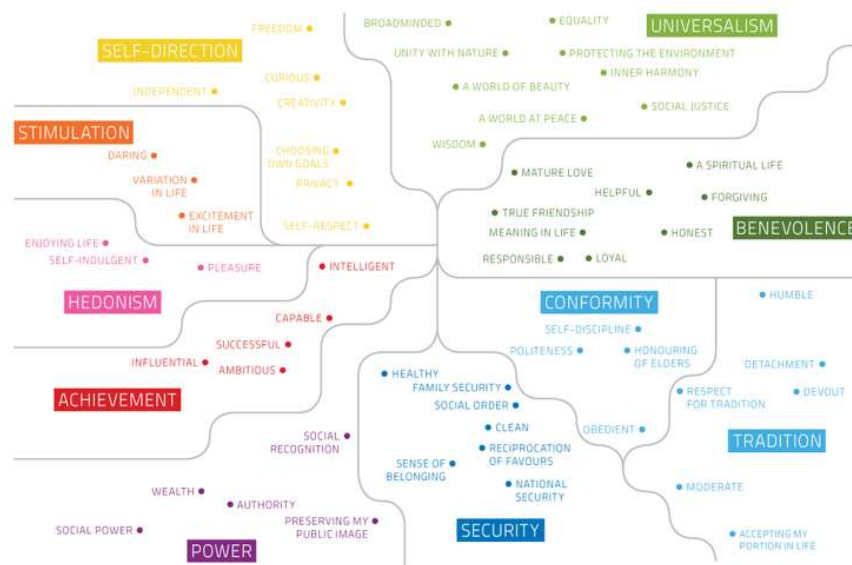 FREEDOM
SELF-DIRECTION
CURIOUS
INDEPENDENT
CREATIVITY
CHOOSING
OWN GOALS
PRIVACY
SELF-RESPECT
STIMULATION
DARING
VARIATION
IN LIFE
EXCITEMENT
IN LIFE
ENJOYING LIFE
SELF-INDULGENT
PLEASURE
HEDONISM
INTELLIGENT
CAPABLE
SUCCESSFUL
INFLUENTIAL
AMBITIOUS
ACHIEVEMENT
SOCIAL
RECOGNITION
WEALTH
AUTHORITY
SOCIAL POWER
PRESERVING MY
PUBLIC IMAGE
POWER
BROADMINDED
EQUALITY
UNIVERSALISM
UNITY WITH NATURE
PROTECTING THE ENVIRONMENT
INNER HARMONY
A WORLD OF BEAUTY
SOCIAL JUSTICE
A WORLD AT PEACE
WISDOM
MATURE LOVE
A SPIRITUAL LIFE
HELPFUL
FORGIVING
TRUE FRIENDSHIP
MEANING IN LIFE
HONEST
BENEVOLENCE
RESPONSIBLE
LOYAL
CONFORMITY
SELF-DISCIPLINE
POLITENESS
HONOURING
OF ELDERS
OBEDIENT
HUMBLE
DETACHMENT
RESPECT
FOR TRADITION
DEVOUT
TRADITION
MODERATE
ACCEPTING MY
PORTION IN LIFE
HEALTHY
FAMILY SECURITY
SOCIAL ORDER
CLEAN
RECIPROCATION
OF FAVOURS
SENSE OF
BELONGING
NATIONAL
SECURITY
SECURITY